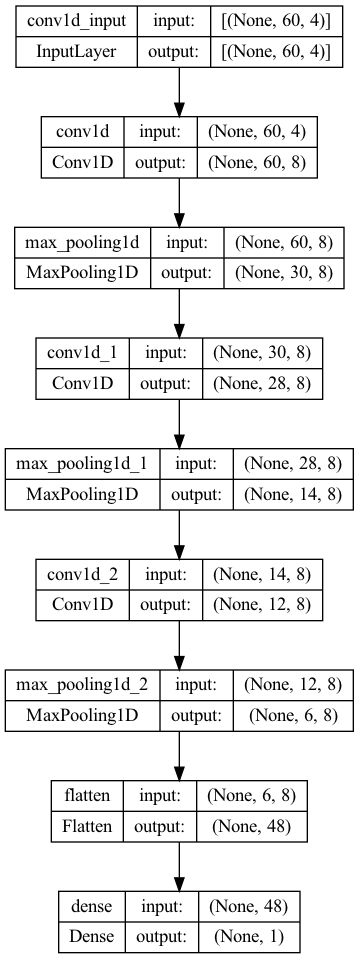 conv1d_input input: [(None, 60, 4)]
InputLayer output: [(None, 60, 4)]
conv1d input: (None, 60, 4)
Conv1D output: (None, 60, 8)
max_pooling1d input: (None, 60, 8)
MaxPooling1D output: (None, 30, 8)
conv1d_1 input: (None, 30, 8)
Conv1D output: (None, 28, 8)
max_pooling1d_1 input: (None, 28, 8)
MaxPooling1D output: (None, 14, 8)
conv1d_2 input: (None, 14, 8)
Conv1D output: (None, 12, 8)
max_pooling1d_2 input: (None, 12, 8)
MaxPooling1D output: (None, 6, 8)
flatten input: (None, 6, 8)
Flatten output: (None, 48)
dense input: (None, 48)
Dense output: (None, 1)